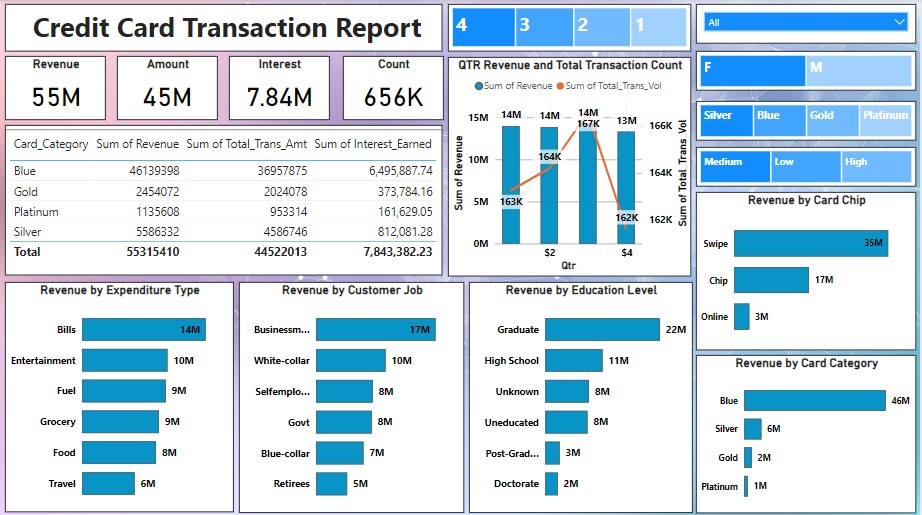 Credit Card Transaction Report
4 3 2 1
All
F M
Silver Blue Gold Platinum
Medium Low High
Revenue
55M
Amount
45M
Interest
7.84M
Count
656K
Card_Category Sum of Revenue Sum of Total_Trans_Amt Sum of Interest_Earned
Blue 46139398 36957875 6,495,887.74
Gold 2454072 2024078 373,784.16
Platinum 1135608 953314 161,629.05
Silver 5586332 4586746 812,081.28
Total 55315410 44522013 7,843,382.23
QTR Revenue and Total Transaction Count
Sum of Revenue Sum of Total_Trans_Vol
Sum of Revenue
15M
10M
5M
0M
14M 14M 14M 13M
163K 164K 167K 162K
166K
164K
162K
Sum of Total_Trans_Vol
$2 $4
Qtr
Revenue by Card Chip
Swipe 35M
Chip 17M
Online 3M
Revenue by Expenditure Type
Bills 14M
Entertainment 10M
Fuel 9M
Grocery 9M
Food 8M
Travel 6M
Revenue by Customer Job
Businessm... 17M
White-collar 10M
Selfemplo... 8M
Govt 8M
Blue-collar 7M
Retirees 5M
Revenue by Education Level
Graduate 22M
High School 11M
Unknown 8M
Uneducated 8M
Post-Grad... 3M
Doctorate 2M
Revenue by Card Category
Blue 46M
Silver 6M
Gold 2M
Platinum 1M